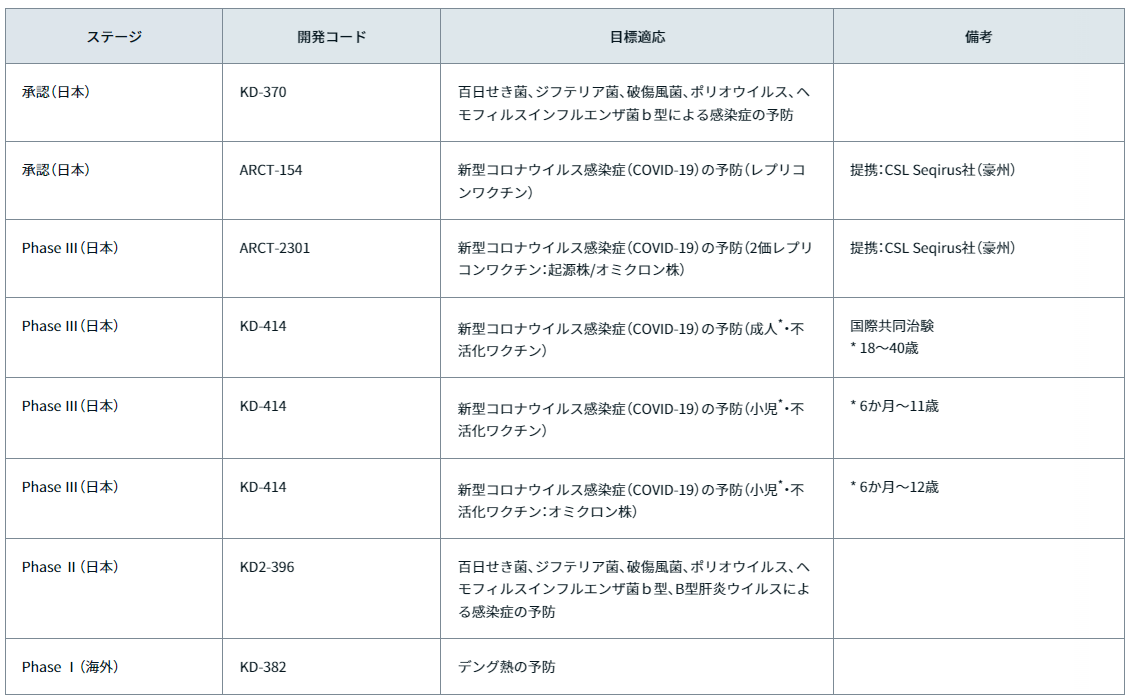 ステージ 開発コード 目標適応 備考
承認(日本) KD-370 百日せき菌、ジフテリア菌、破傷風菌、ポリオウイルス、ヘ
モフィルスインフルエンザ菌b型による感染症の予防
承認(日本) ARCT-154 新型コロナウイルス感染症(COVID-19)の予防(レプリコ 提携:CSL Seqirus社(豪州)
ンワクチン)
Phase III(日本) ARCT-2301 新型コロナウイルス感染症(COVID-19)の予防(2価レプリ 提携:CSL Seqirus社(豪州)
コンワクチン:起源株/オミクロン株)
Phase III(日本) KD-414 新型コロナウイルス感染症(COVID-19)の予防(成人*・不 国際共同治験
活化ワクチン) * 18~40歳
Phase III(日本) KD-414 新型コロナウイルス感染症(COVID-19)の予防(小児*・不 * 6か月~11歳
活化ワクチン)
Phase III(日本) KD-414 新型コロナウイルス感染症(COVID-19)の予防(小児*・不 * 6か月~12歳
活化ワクチン:オミクロン株)
Phase Ⅱ(日本) KD2-396 百日せき菌、ジフテリア菌、破傷風菌、ポリオウイルス、ヘ
モフィルスインフルエンザ菌b型、B型肝炎ウイルスによ
る感染症の予防
Phase Ⅰ(海外) KD-382 デング熱の予防